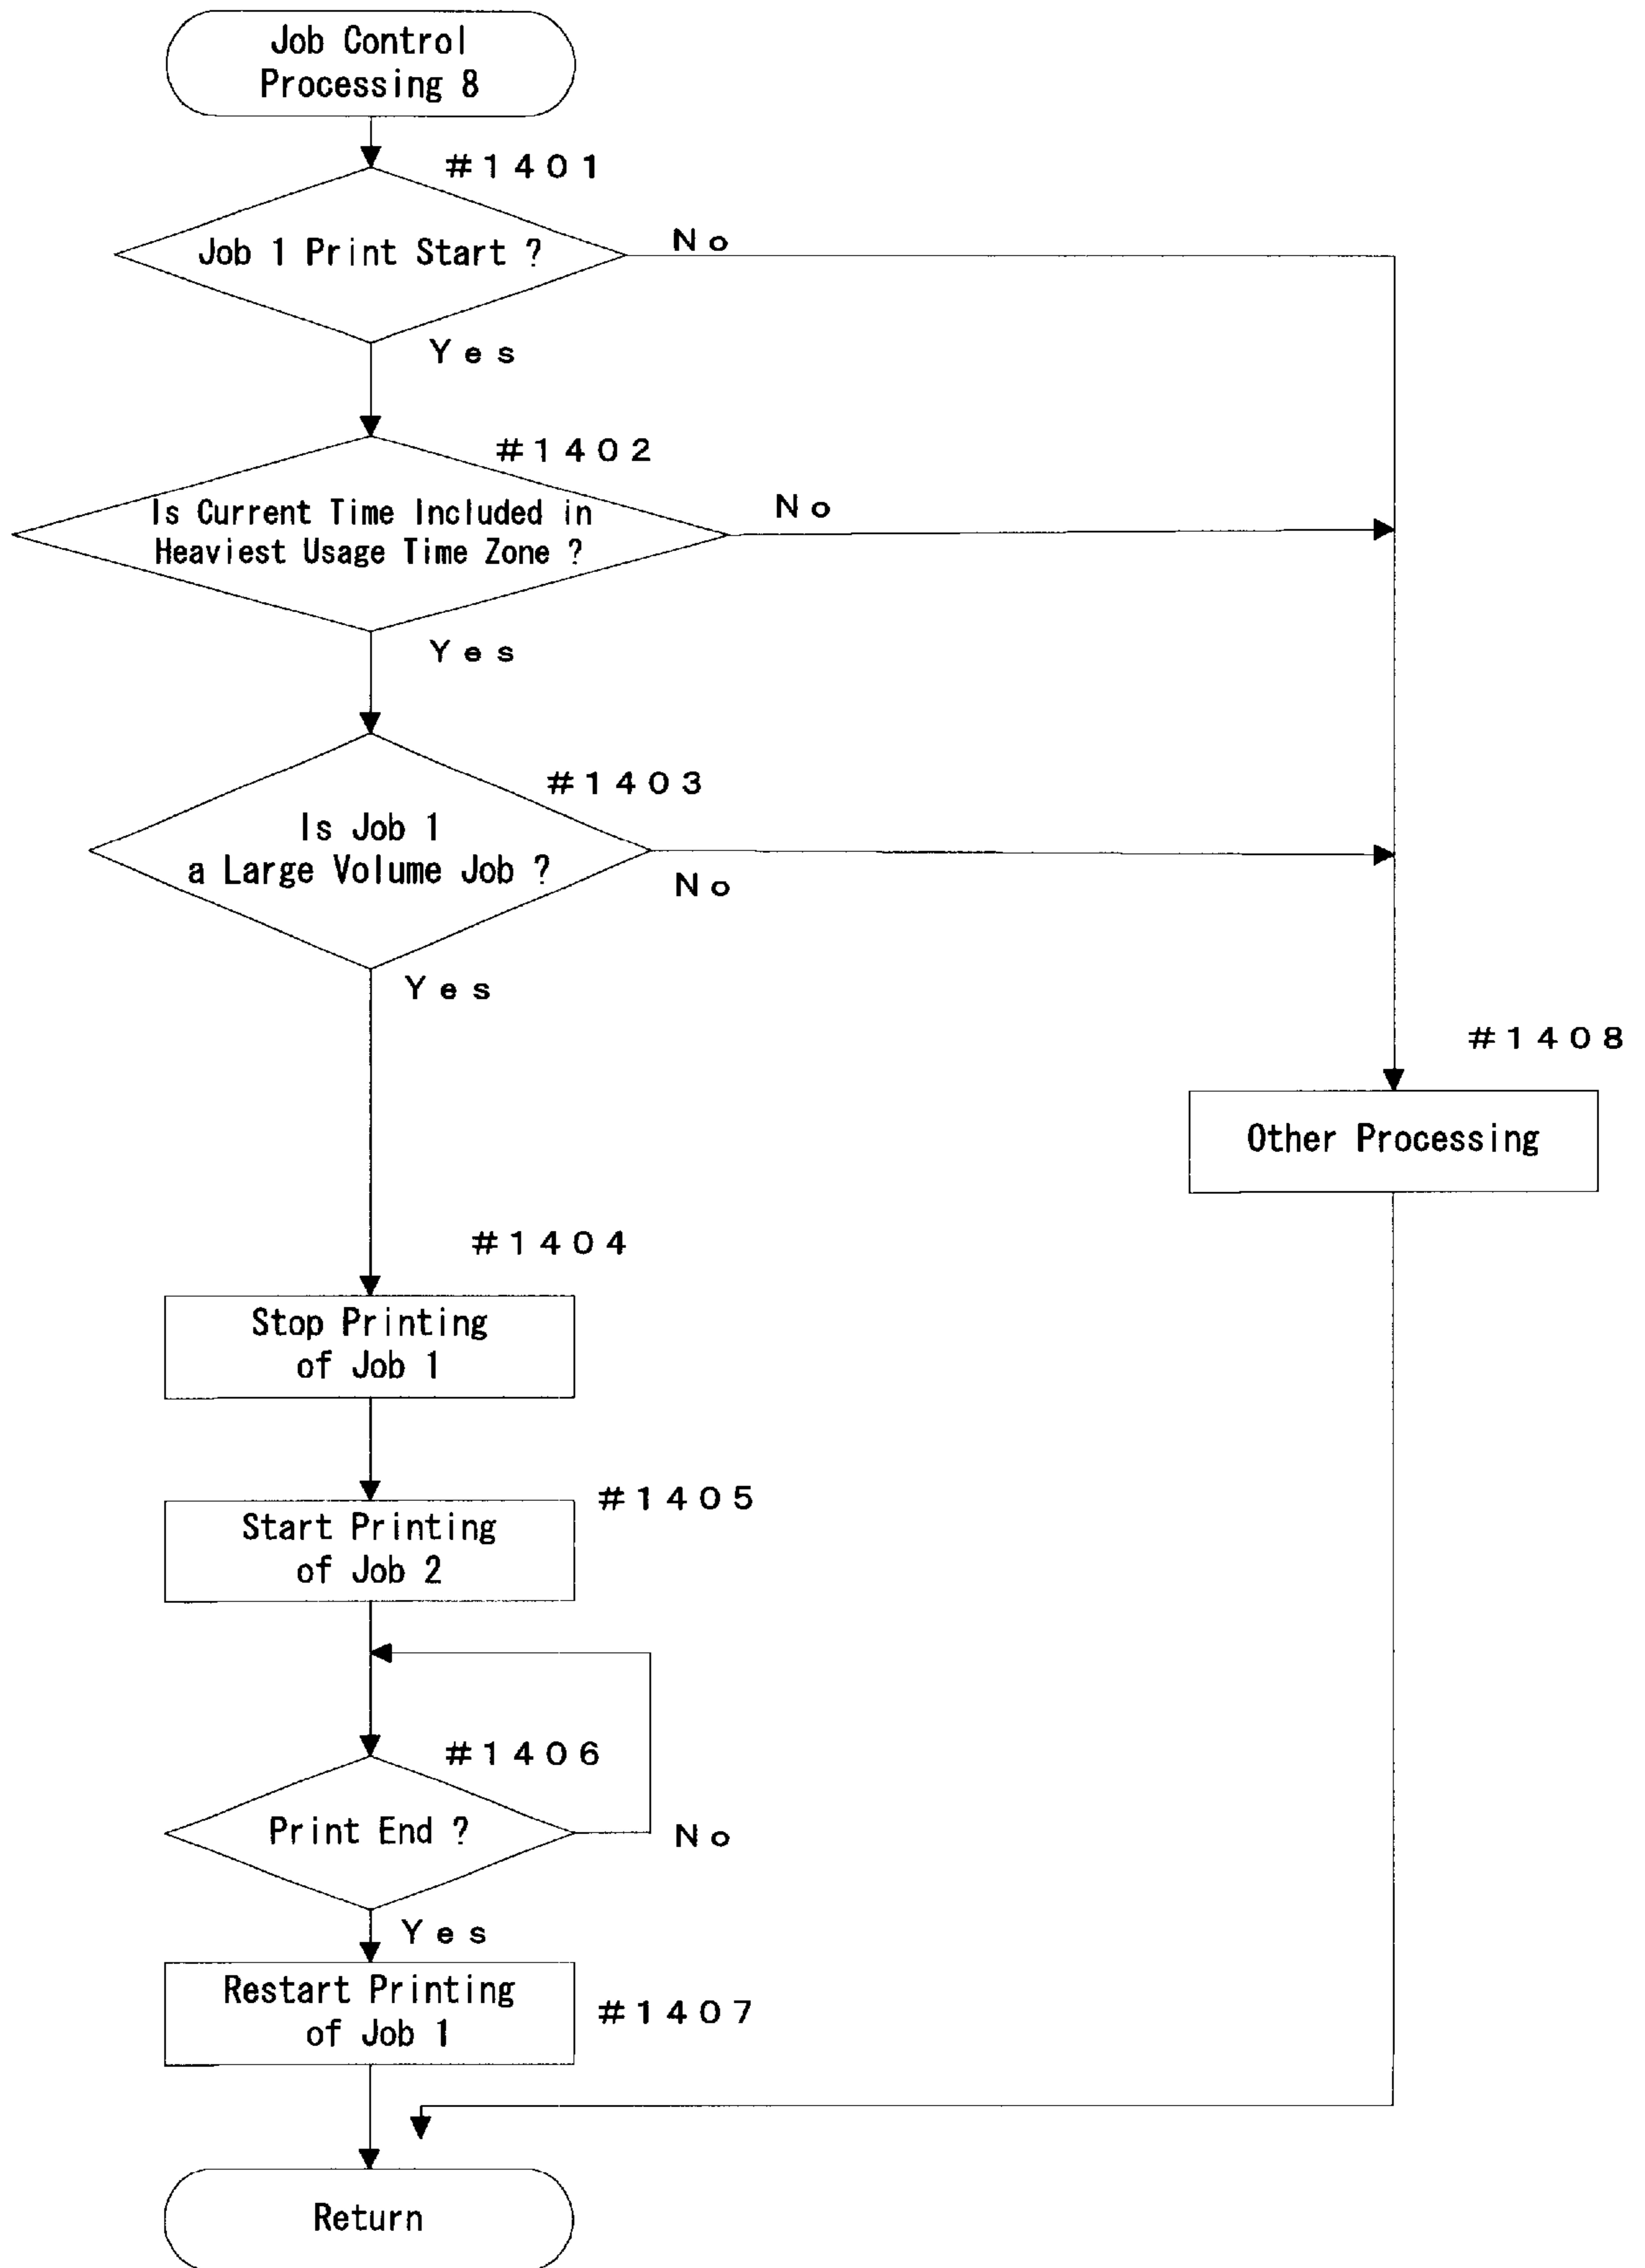 Job Control
Processing 8
#1401
Job 1 Print Start ?
No
Yes
#1402
Is Current Time Included in
Heaviest Usage Time Zone ?
No
Yes
#1403
Is Job 1
a Large Volume Job ?
No
Yes
#1408
Other Processing
#1404
Stop Printing
of Job 1
#1405
Start Printing
of Job 2
#1406
Print End ?
No
Yes
Restart Printing
of Job 1
#1407
Return